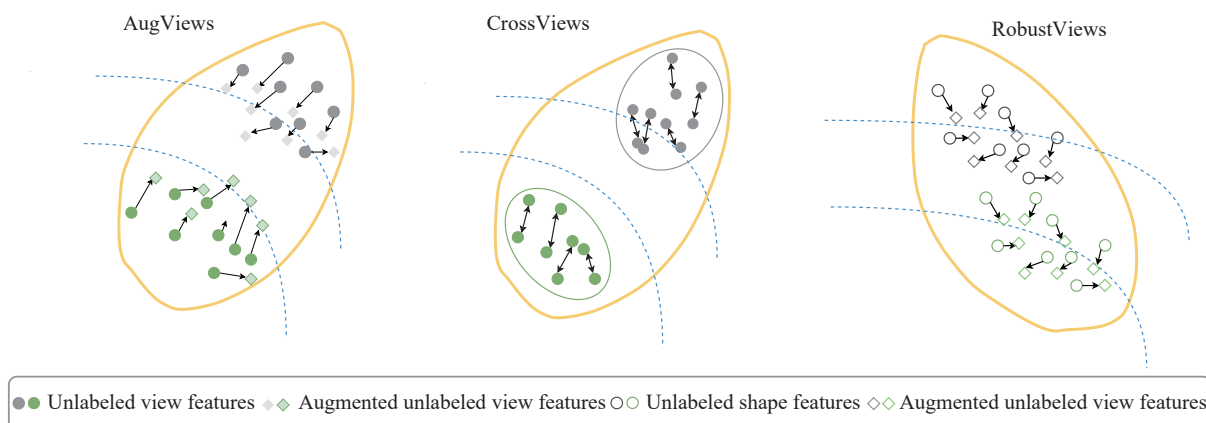 AugViews
CrossViews
RobustViews
Unlabeled view features Augmented unlabeled view features Unlabeled shape features Augmented unlabeled view features